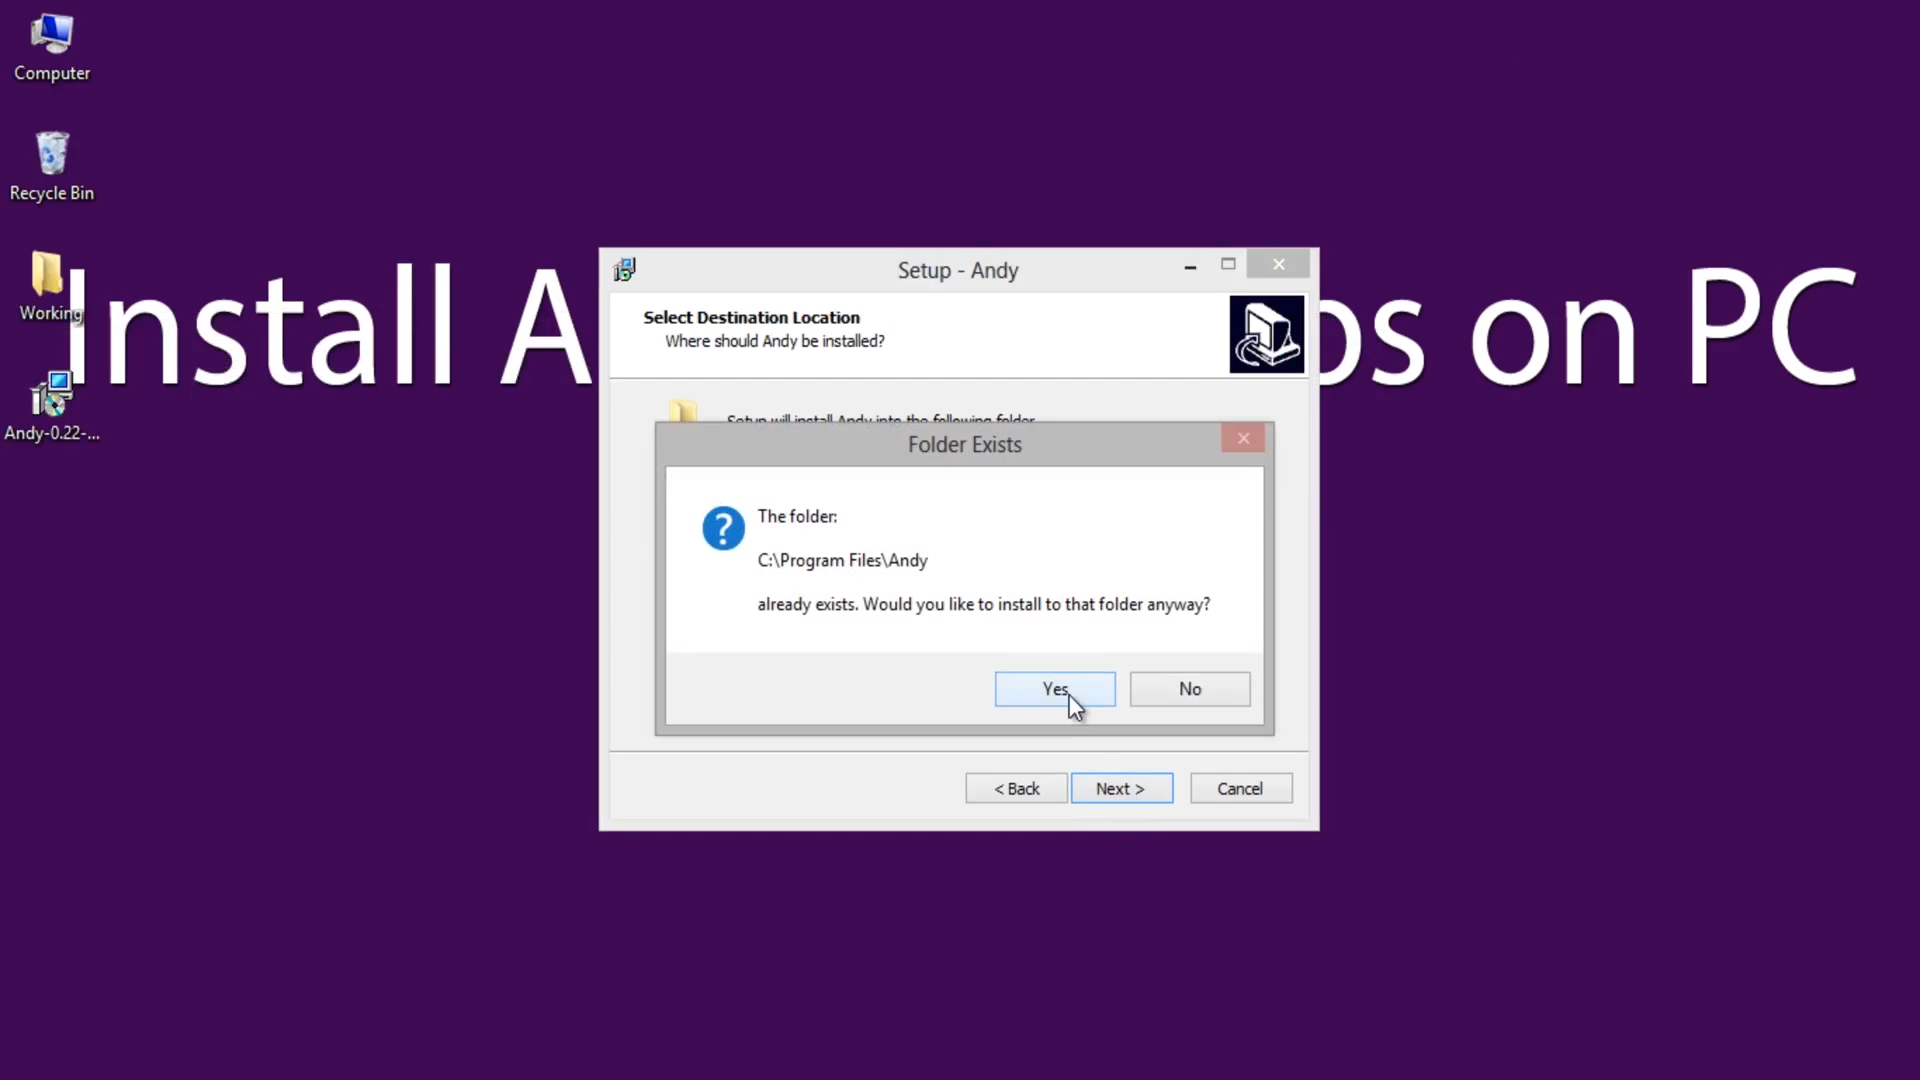 Computer
Recycle Bin
Working
Andy-0.22-...
Install A
ps on PC
Setup - Andy
Select Destination Location
Where should Andy be installed?
Setup will install Andy into the following folder.
Folder Exists
The folder:
C:\Program Files\Andy
already exists. Would you like to install to that folder anyway?
Yes
No
< Back
Next >
Cancel